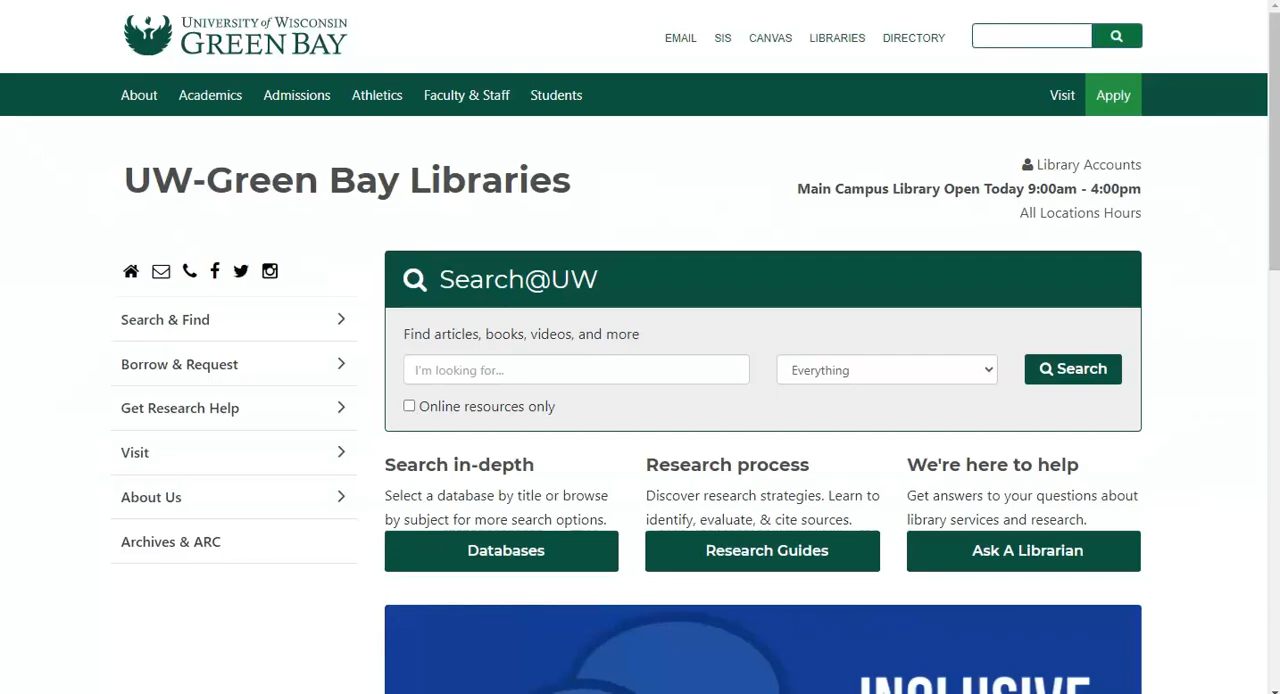 UNIVERSITY of WISCONSIN
GREEN BAY
EMAIL SIS CANVAS LIBRARIES DIRECTORY
About Academics Admissions Athletics Faculty & Staff Students Visit Apply
UW-Green Bay Libraries
Library Accounts
Main Campus Library Open Today 9:00am - 4:00pm
All Locations Hours
Search & Find
Borrow & Request
Get Research Help
Visit
About Us
Archives & ARC
Search@UW
Find articles, books, videos, and more
I'm looking for... Everything Search
Online resources only
Search in-depth
Select a database by title or browse
by subject for more search options.
Databases
Research process
Discover research strategies. Learn to
identify, evaluate, & cite sources.
Research Guides
We're here to help
Get answers to your questions about
library services and research.
Ask A Librarian
INCLUSIVE